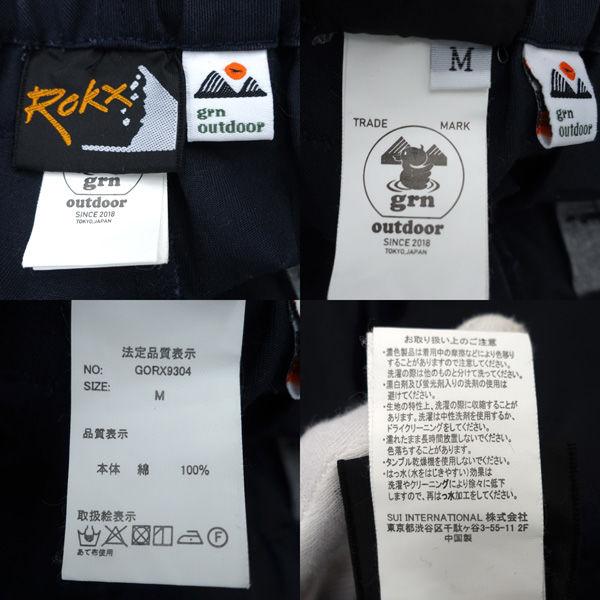 ROKX
grn
outdoor
grn
outdoor
SINCE 2018
TOKYO,JAPAN
M
TRADE MARK
grn
outdoor
SINCE 2018
TOKYO,JAPAN
grn
outdoor
法定品質表示
NO: GORX9304
SIZE: M
品質表示
本体 綿 100%
取扱絵表示
あて布使用
お取り扱い上のご注意
・濃色製品は着用中の摩擦などにより色移り
することがありますので注意してください。
洗濯の際は他のものと分けて洗ってください。
・漂白剤及び蛍光剤入りの洗剤の使用は
避けてください。
・生地の特性上、洗濯の際に収縮することが
あります。洗濯は中性洗剤を使用するか、
ドライクリーニングをしてください。
・濡れたまま長時間放置しないでください。
色落ちすることがあります。
・タンブル乾燥機を使用しないでください。
・はっ水(水をはじきやすい)効果は
洗濯やクリーニングにより徐々に低下
しますので、再はっ水加工をしてください。
SUI INTERNATIONAL 株式会社
東京都渋谷区千駄ヶ谷3-55-11 2F
中国製